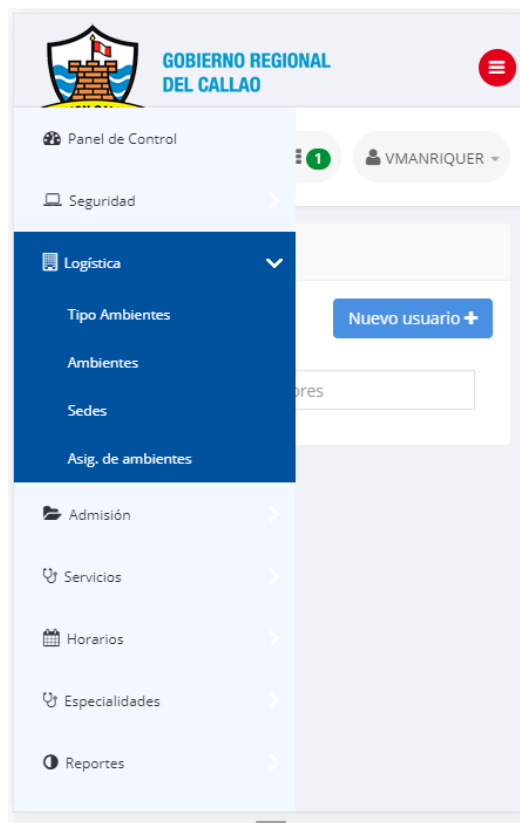 GOBIERNO REGIONAL
DEL CALLAO
Panel de Control
1
VMANRIQUER
Seguridad
Logística
Tipo Ambientes
Nuevo usuario +
Ambientes
Sedes
Asig. de ambientes
Admisión
Servicios
Horarios
Especialidades
Reportes